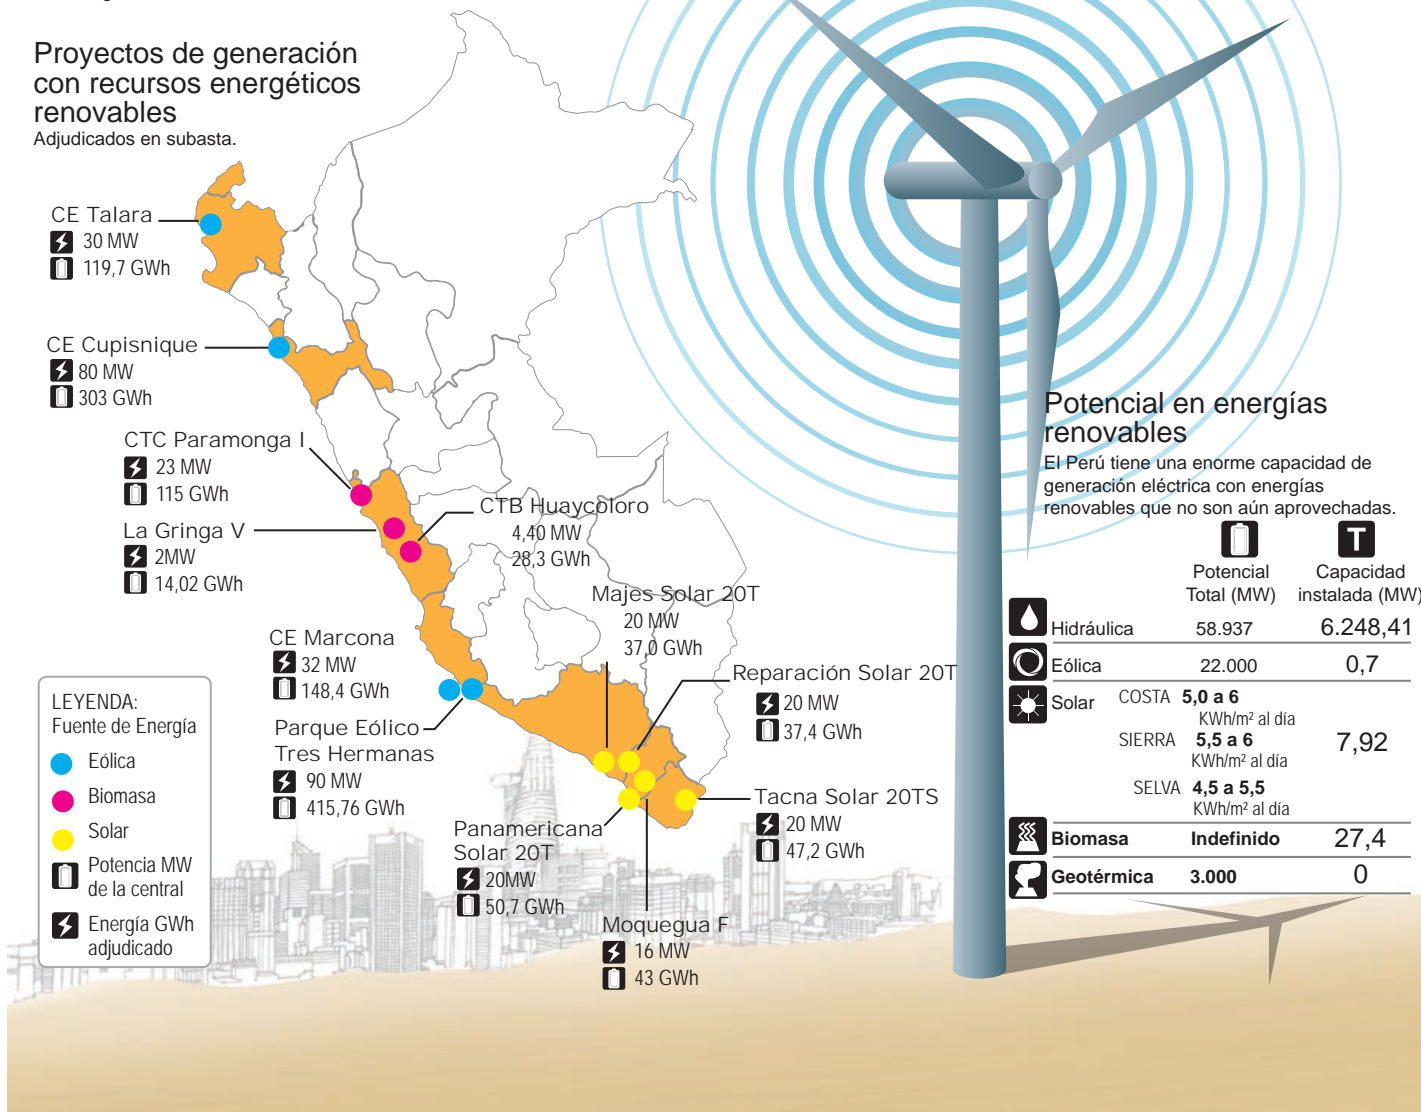 Proyectos de generación
con recursos energéticos
renovables
Adjudicados en subasta.
CE Talara
30 MW
119,7 GWh
CE Cupisnique
80 MW
303 GWh
CTC Paramonga I
23 MW
115 GWh
La Gringa V
2MW
14,02 GWh
CTB Huaycoloro
4,40 MW
28,3 GWh
Majes Solar 20T
20 MW
37,0 GWh
CE Marcona
32 MW
148,4 GWh
Parque Eólico
Tres Hermanas
90 MW
415,76 GWh
Reparación Solar 20T
20 MW
37,4 GWh
Tacna Solar 20TS
20 MW
47,2 GWh
Panamericana
Solar 20T
20MW
50,7 GWh
Moquegua F
16 MW
43 GWh
LEYENDA:
Fuente de Energía
Eólica
Biomasa
Solar
Potencia MW
de la central
Energía GWh
adjudicado
Potencial en energías
renovables
El Perú tiene una enorme capacidad de
generación eléctrica con energías
renovables que no son aún aprovechadas.
T
Potencial Capacidad
Total (MW) instalada (MW)
Hidráulica 58.937 6.248,41
Eólica 22.000 0,7
Solar COSTA 5,0 a 6
KWh/m² al día
SIERRA 5,5 a 6 7,92
KWh/m² al día
SELVA 4,5 a 5,5
KWh/m² al día
Biomasa Indefinido 27,4
Geotérmica 3.000 0